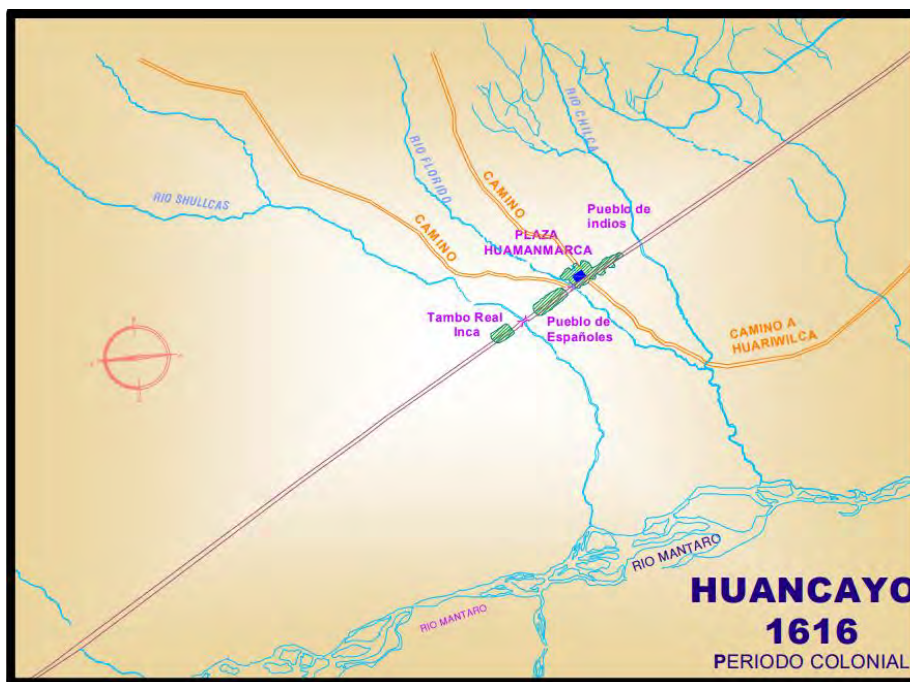 RIO SHULLCAS
RIO FLORIDO
RIO CHILCA
CAMINO
CAMINO
Pueblo de
indios
PLAZA
HUAMANMARCA
Tambo Real
Inca
Pueblo de
Españoles
CAMINO A
HUARIWILCA
RIO MANTARO
RIO MANTARO
HUANCAYO
1616
PERIODO COLONIAL